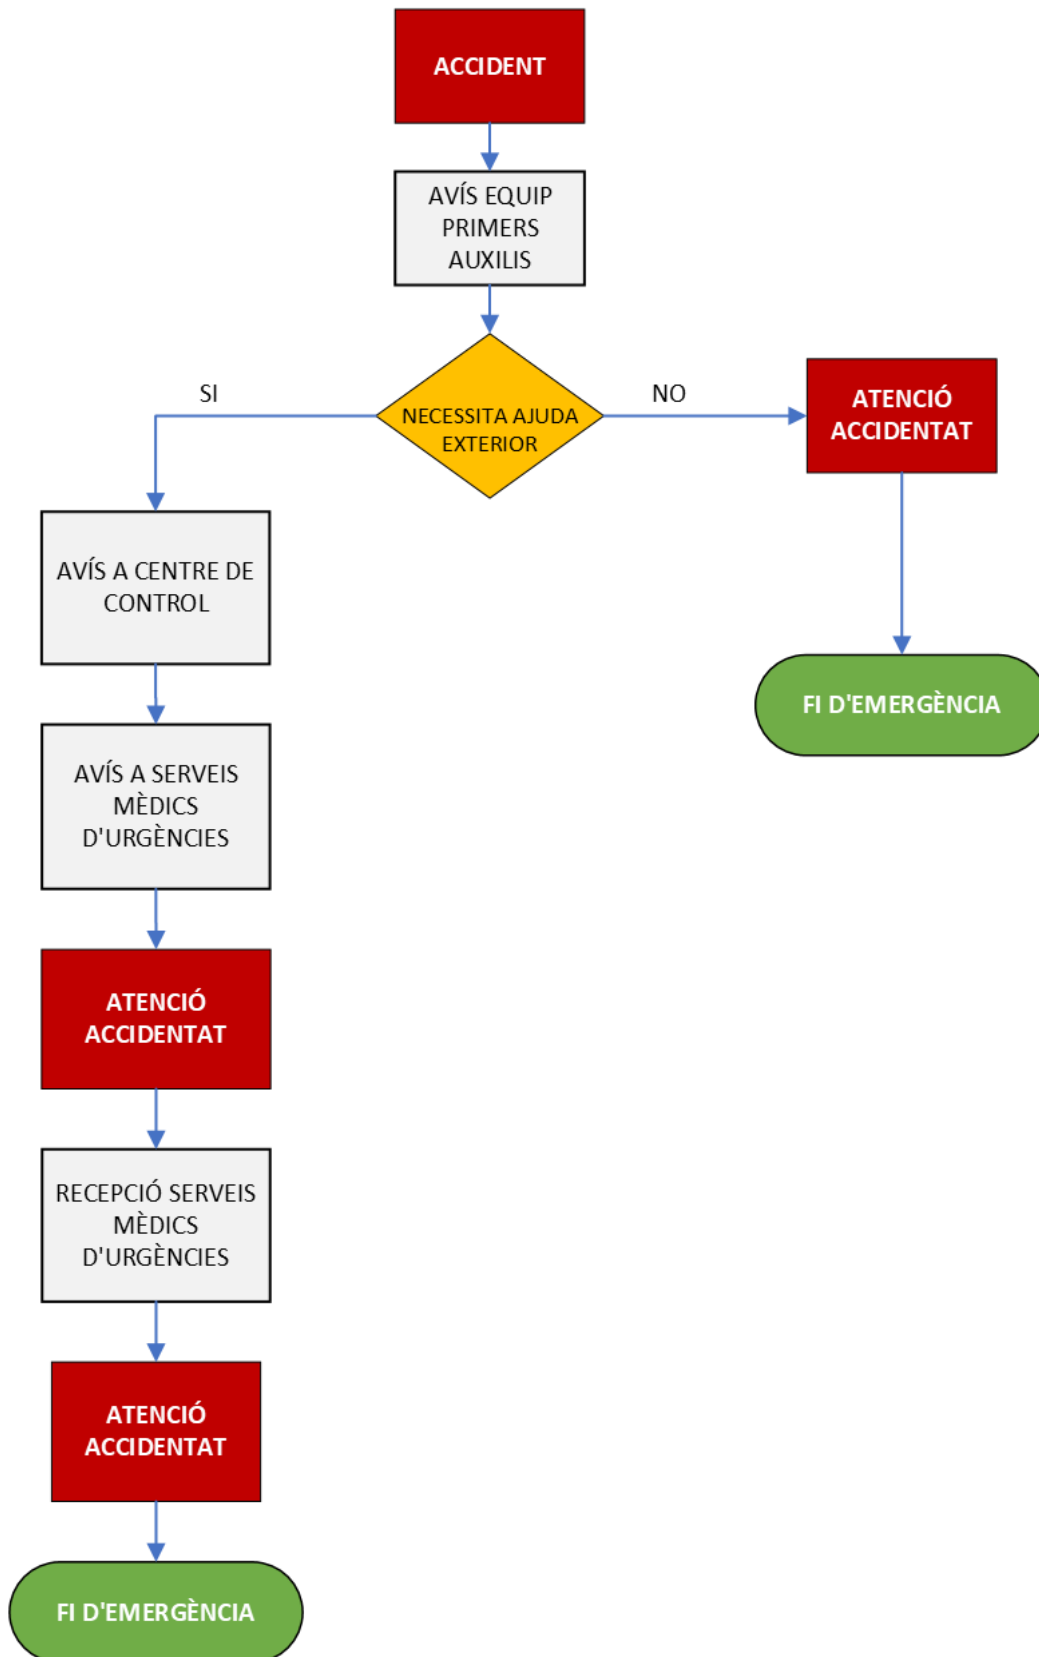 ACCIDENT
AVÍS EQUIP
PRIMERS
AUXILIS
NECESSITA AJUDA
EXTERIOR
SI
NO
ATENCIÓ
ACCIDENTAT
FI D'EMERGÈNCIA
AVÍS A CENTRE DE
CONTROL
AVÍS A SERVEIS
MÈDICS
D'URGÈNCIES
ATENCIÓ
ACCIDENTAT
RECEPCIÓ SERVEIS
MÈDICS
D'URGÈNCIES
ATENCIÓ
ACCIDENTAT
FI D'EMERGÈNCIA